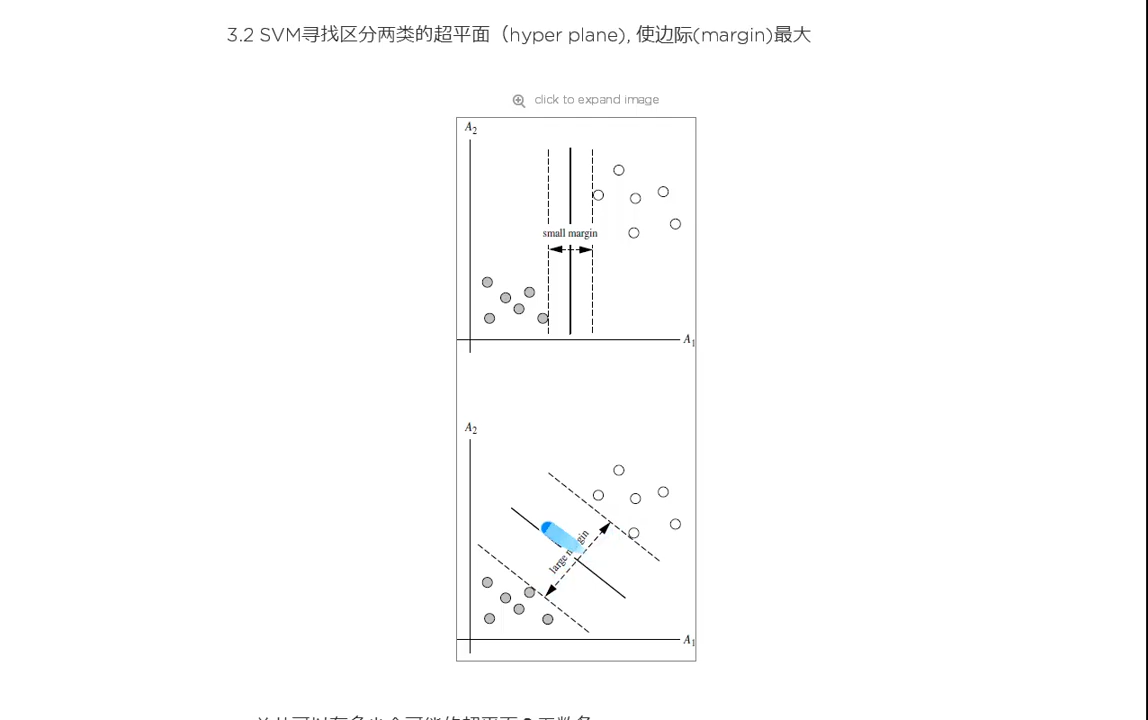 3.2 SVM寻找区分两类的超平面（hyper plane), 使边际(margin)最大
click to expand image
A2
small margin
A1
A2
large
A1